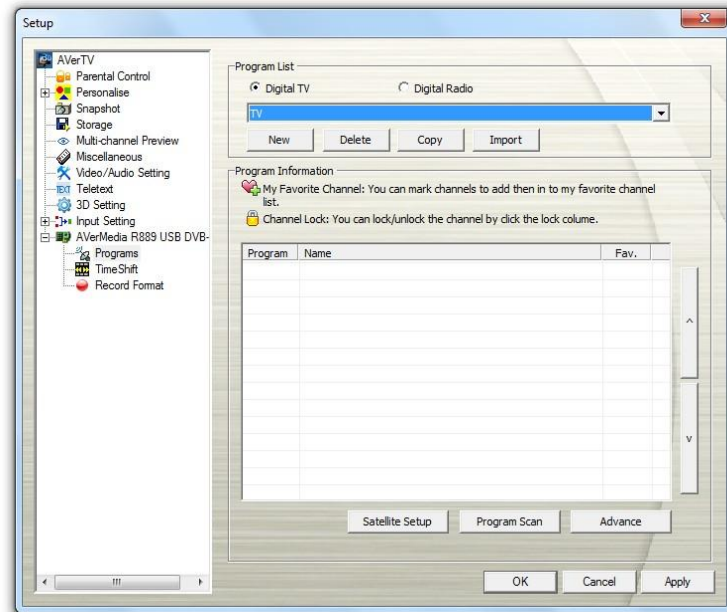 Setup
AVerTV
Parental Control
Personalise
Snapshot
Storage
Multi-channel Preview
Miscellaneous
Video/Audio Setting
TEXT Teletext
3D Setting
Input Setting
AVerMedia R889 USB DVB-
Programs
TimeShift
Record Format
Program List
Digital TV
Digital Radio
TV
New
Delete
Copy
Import
Program Information
My Favorite Channel: You can mark channels to add then in to my favorite channel
list.
Channel Lock: You can lock/unlock the channel by click the lock colume.
Program Name Fav.
^
v
Satellite Setup
Program Scan
Advance
OK
Cancel
Apply